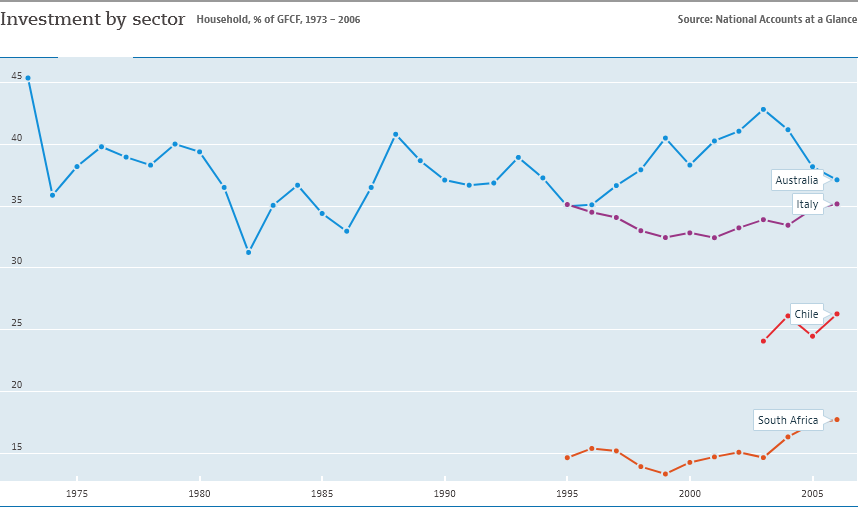 Investment by sector Household, % of GFCF, 1973 – 2006 Source: National Accounts at a Glance
45
40
35
Australia
Italy
30
Chile
25
20
South Africa
15
1975 1980 1985 1990 1995 2000 2005